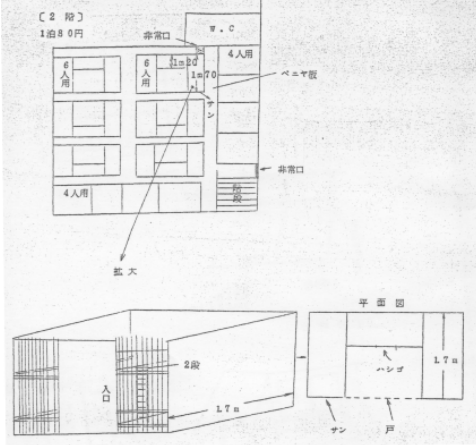 〔2段〕
1泊80円
W.C
非常口
4人用
6人用
6人用
1m20
1m70
ベニヤ板
サン
非常口
階段
4人用
拡大
平面図
2段
入口
1.7m
ハシゴ
1.7m
サン
戸